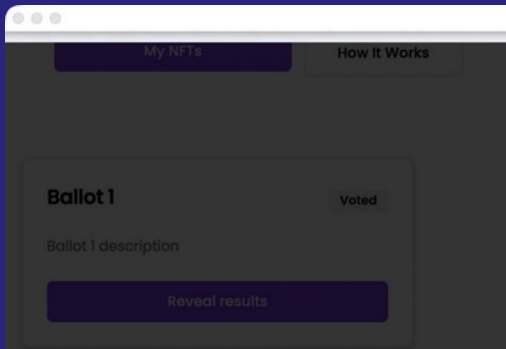 My NFTs
How It Works
Ballot 1
Voted
Ballot 1 description
Reveal results